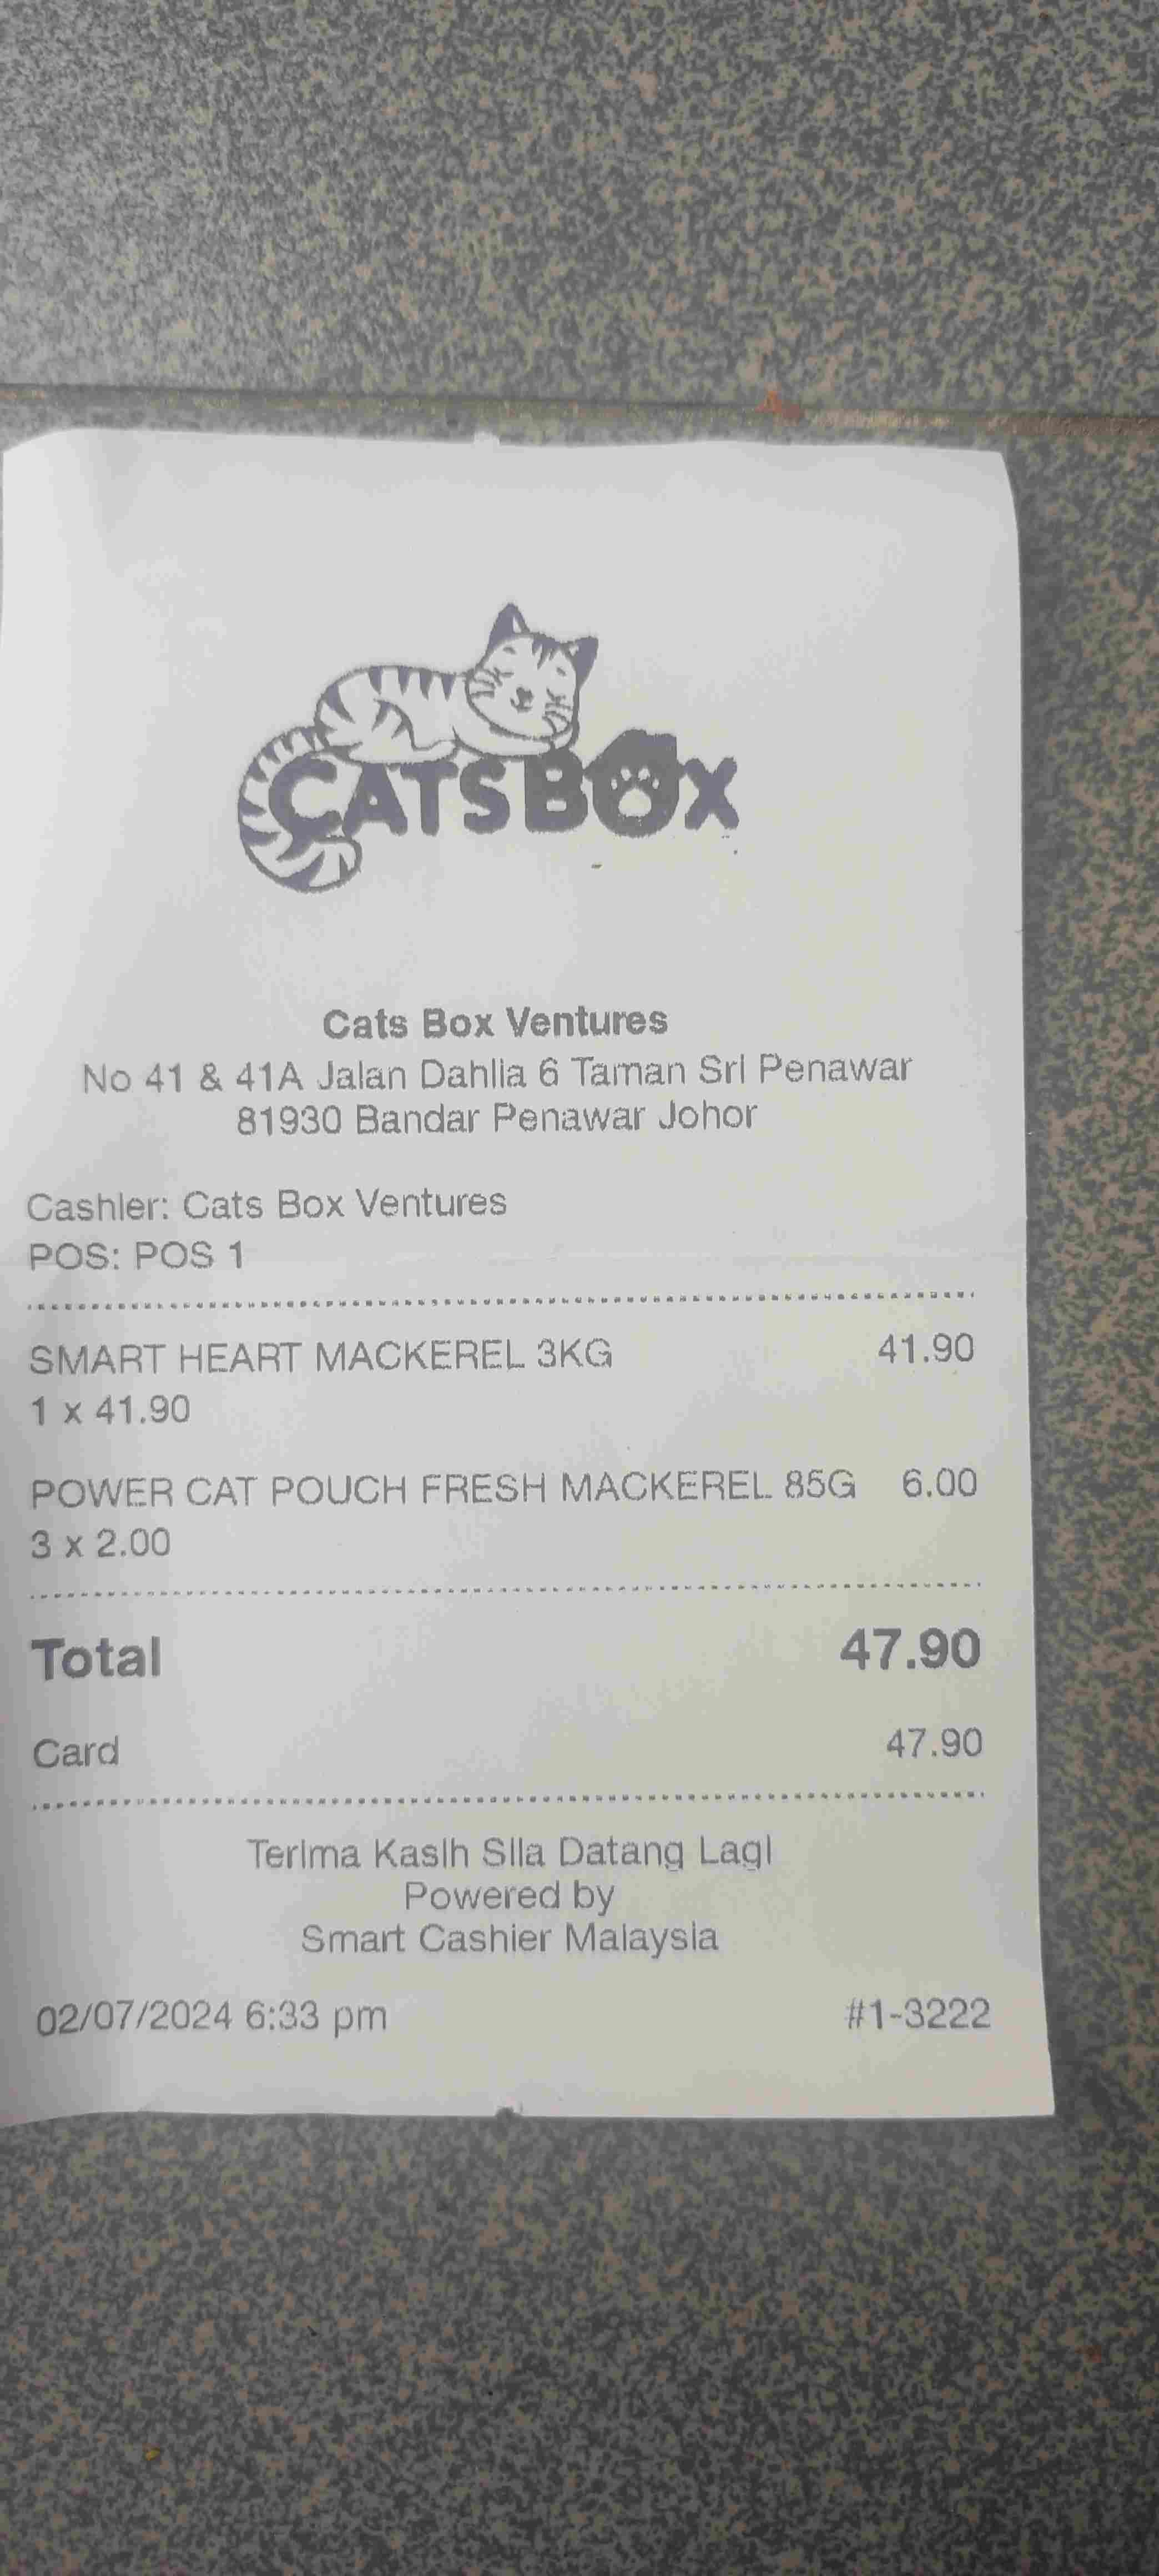 CATSBOX
Cats Box Ventures
No 41 & 41A Jalan Dahlia 6 Taman Sri Penawar
81930 Bandar Penawar Johor
Cashier: Cats Box Ventures
POS: POS 1
SMART HEART MACKEREL 3KG 41.90
1 x 41.90
POWER CAT POUCH FRESH MACKEREL 85G 6.00
3 x 2.00
Total 47.90
Card 47.90
Terima Kasih Sila Datang Lagi
Powered by
Smart Cashier Malaysia
02/07/2024 6:33 pm #1-3222